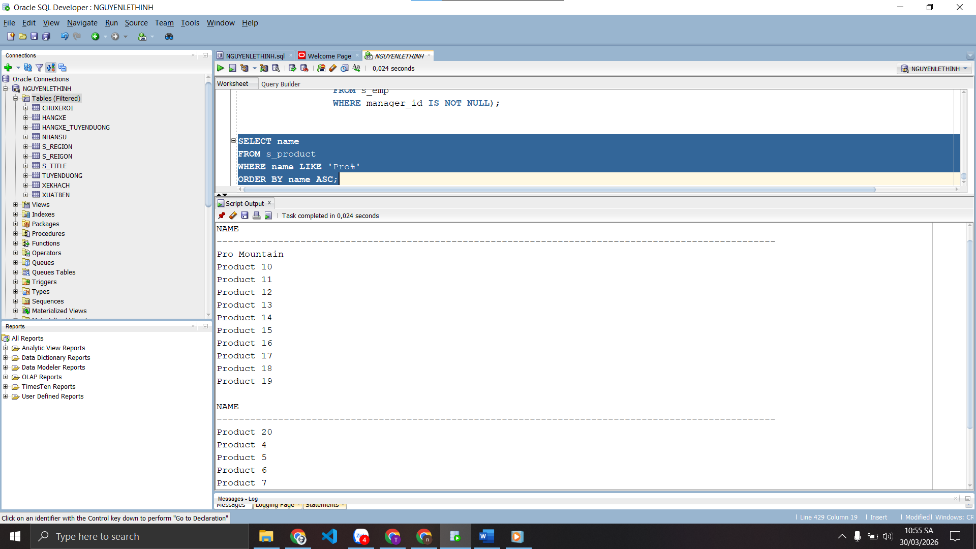 Oracle SQL Developer : NGUYENLETHINH
File Edit View Navigate Run Source Team Tools Window Help
Connections
Oracle Connections
NGUYENLETHINH
Tables (Filtered)
CHUXEROI
HANGXE
HANGXE_TUYENDUONG
NHANSU
S_REGION
S_REIGON
S_TITLE
TUYENDUONG
XEKHACH
XUATBEN
Views
Indexes
Packages
Procedures
Functions
Operators
Queues
Queues Tables
Triggers
Types
Sequences
Materialized Views
Reports
All Reports
Analytic View Reports
Data Dictionary Reports
Data Modeler Reports
OLAP Reports
TimesTen Reports
User Defined Reports
NGUYENLETHINH.sql Welcome Page NGUYENLETHINH
0,024 seconds NGUYENLETHINH
Worksheet Query Builder
FROM s_emp
WHERE manager_id IS NOT NULL);
SELECT name
FROM s_product
WHERE name LIKE 'Pro%'
ORDER BY name ASC;
Script Output
Task completed in 0,024 seconds
NAME
Pro Mountain
Product 10
Product 11
Product 12
Product 13
Product 14
Product 15
Product 16
Product 17
Product 18
Product 19
NAME
Product 20
Product 4
Product 5
Product 6
Product 7
Messages - Log
Messages Logging Page Statements
Click on an identifier with the Control key down to perform "Go to Declaration" Line 429 Column 19 Insert Modified Windows: CR
Type here to search
10:55 SA
30/03/2026